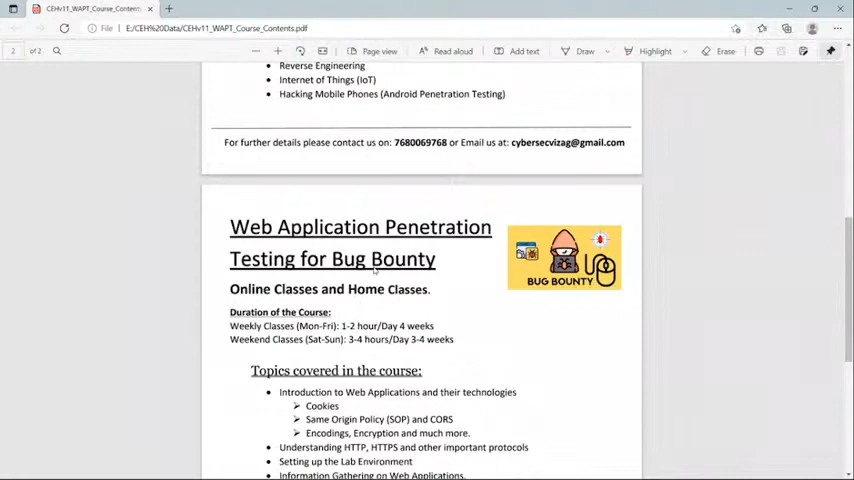 CEHv11_WAPT_Course_Content:
File
E:/CEH%20Data/CEHv11_WAPT_Course_Contents.pdf
2 of 2
Page view
Read aloud
Add text
Draw
Highlight
Erase
• Reverse Engineering
• Internet of Things (IoT)
• Hacking Mobile Phones (Android Penetration Testing)
For further details please contact us on: 7680069768 or Email us at: cybersecvizag@gmail.com
Web Application Penetration
Testing for Bug Bounty
BUG BOUNTY
Online Classes and Home Classes.
Duration of the Course:
Weekly Classes (Mon-Fri): 1-2 hour/Day 4 weeks
Weekend Classes (Sat-Sun): 3-4 hours/Day 3-4 weeks
Topics covered in the course:
• Introduction to Web Applications and their technologies
➢ Cookies
➢ Same Origin Policy (SOP) and CORS
➢ Encodings, Encryption and much more.
• Understanding HTTP, HTTPS and other important protocols
• Setting up the Lab Environment
• Information Gathering on Web Applications.